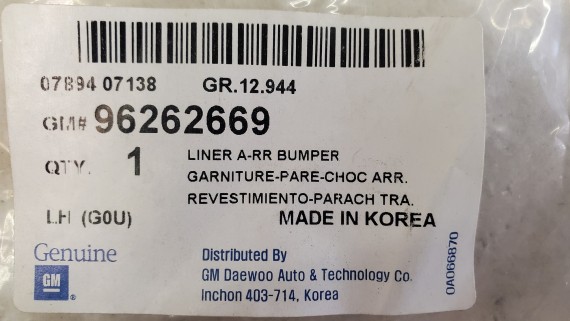 07894 07138 GR.12.944
GM# 96262669
QTY. 1 LINER A-RR BUMPER
GARNITURE-PARE-CHOC ARR.
REVESTIMIENTO-PARACH TRA.
LH (G0U) MADE IN KOREA
Genuine
GM
Distributed By
GM Daewoo Auto & Technology Co.
Inchon 403-714, Korea
0A066870